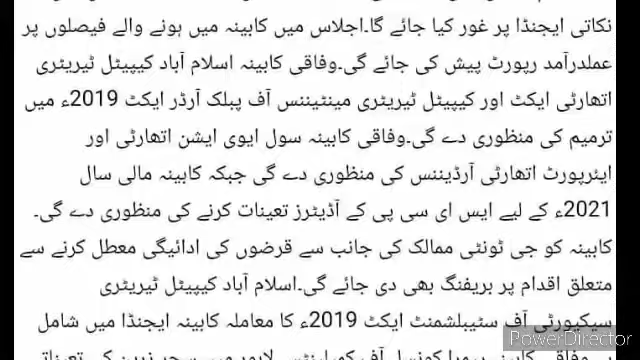 نکاتی ایجنڈا پر غور کیا جائے گا۔اجلاس میں کابینہ میں ہونے والے فیصلوں پر
عملدرآمد رپورٹ پیش کی جائے گی۔وفاقی کابینہ اسلام آباد کیپیٹل ٹیریٹری
اتھارٹی ایکٹ اور کیپیٹل ٹیریٹری مینٹیننس آف پبلک آرڈر ایکٹ 2019ء میں
ترمیم کی منظوری دے گی۔وفاقی کابینہ سول ایوی ایشن اتھارٹی اور
ایئرپورٹ اتھارٹی آرڈیننس کی منظوری دے گی جبکہ کابینہ مالی سال
2021ء کے لیے ایس ای سی پی کے آڈیٹرز تعینات کرنے کی منظوری دے گی۔
کابینہ کو جی ٹونٹی ممالک کی جانب سے قرضوں کی ادائیگی معطل کرنے سے
متعلق اقدام پر بریفنگ بھی دی جائے گی۔اسلام آباد کیپیٹل ٹیریٹری
سیکیورٹی آف سٹیبلشمنٹ ایکٹ 2019ء کا معاملہ کابینہ ایجنڈا میں شامل
PowerDirector